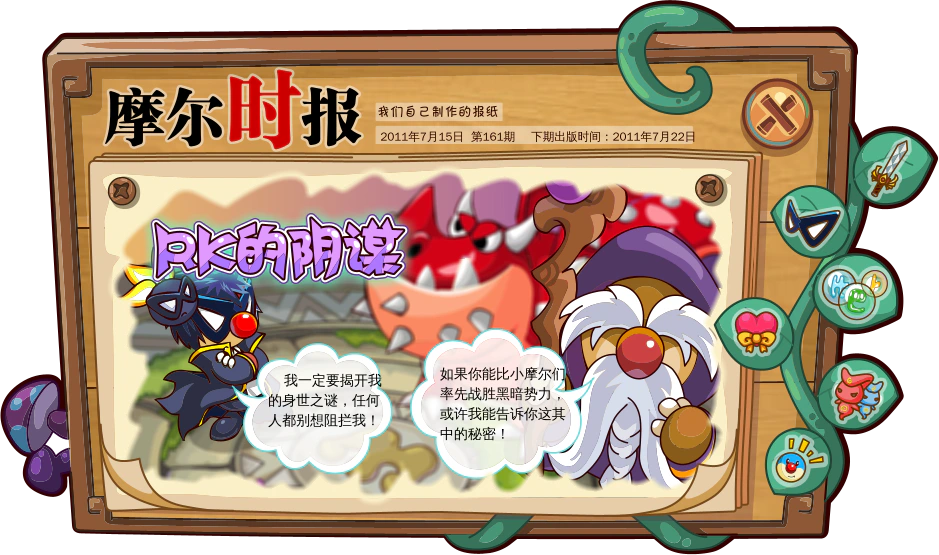 摩尔时报
我们自己制作的报纸
2011年7月15日 第161期 下期出版时间：2011年7月22日
RK的阴谋
我一定要揭开我
的身世之谜，任何
人都别想阻拦我！
如果你能比小摩尔们
率先战胜黑暗势力，
或许我能告诉你这其
中的秘密！